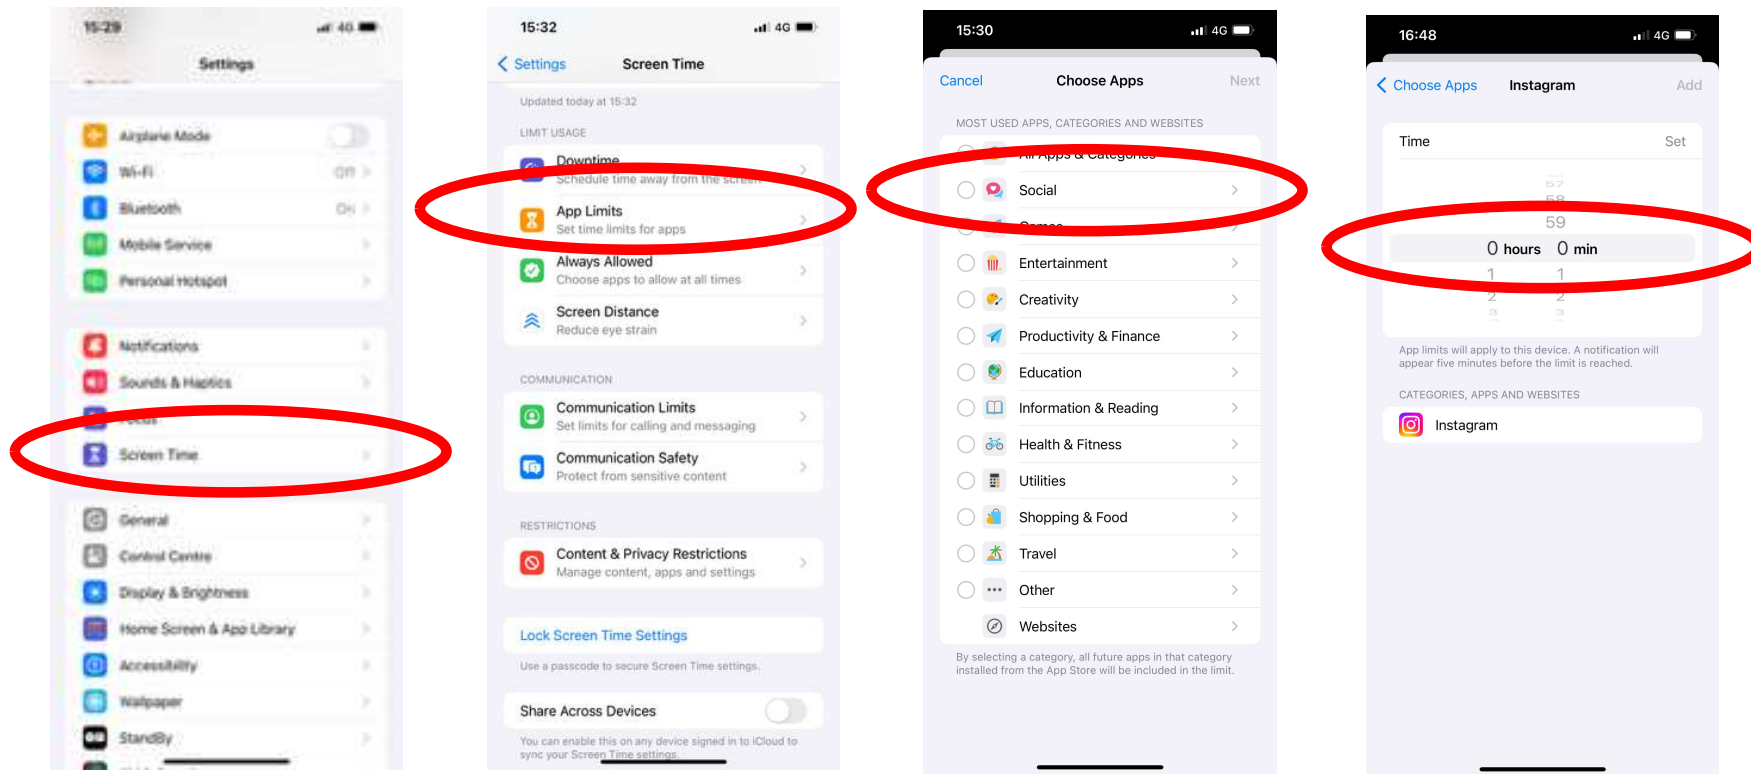 15:29
4G
Settings
Airplane Mode
Wi-Fi
Off
Bluetooth
On
Mobile Service
Personal Hotspot
Notifications
Sounds & Haptics
Focus
Screen Time
General
Control Centre
Display & Brightness
Home Screen & App Library
Accessibility
Wallpaper
StandBy
15:32
4G
Settings
Screen Time
Updated today at 15:32
LIMIT USAGE
Downtime
Schedule time away from the screen
App Limits
Set time limits for apps
Always Allowed
Choose apps to allow at all times
Screen Distance
Reduce eye strain
COMMUNICATION
Communication Limits
Set limits for calling and messaging
Communication Safety
Protect from sensitive content
RESTRICTIONS
Content & Privacy Restrictions
Manage content, apps and settings
Lock Screen Time Settings
Use a passcode to secure Screen Time settings.
Share Across Devices
You can enable this on any device signed in to iCloud to
sync your Screen Time settings.
15:30
4G
Cancel
Choose Apps
Next
MOST USED APPS, CATEGORIES AND WEBSITES
All Apps & Categories
Social
Games
Entertainment
Creativity
Productivity & Finance
Education
Information & Reading
Health & Fitness
Utilities
Shopping & Food
Travel
Other
Websites
By selecting a category, all future apps in that category
installed from the App Store will be included in the limit.
16:48
4G
Choose Apps
Instagram
Add
Time
Set
57
58
59
0 hours 0 min
1 1
2 2
3 3
App limits will apply to this device. A notification will
appear five minutes before the limit is reached.
CATEGORIES, APPS AND WEBSITES
Instagram